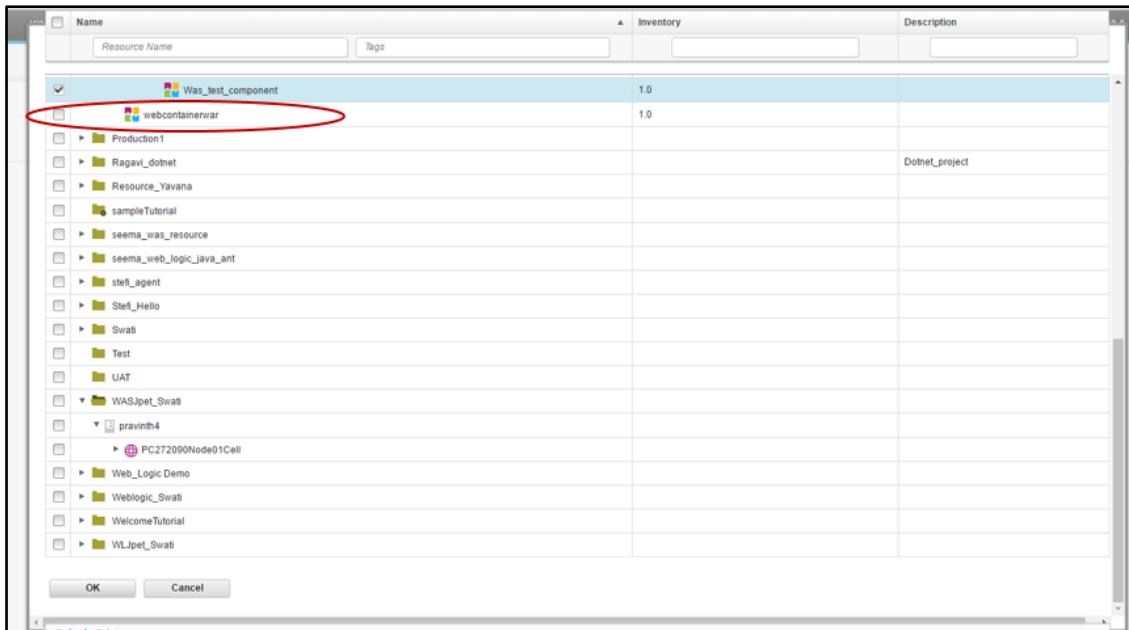 Name Inventory Description
Resource Name Tags
Was_test_component 1.0
webcontainerwar 1.0
Production1
Ragavi_dotnet Dotnet_project
Resource_Yavana
sampleTutorial
seema_was_resource
seema_web_logic_java_ant
stefi_agent
Stefi_Hello
Swati
Test
UAT
WASJpet_Swati
pravinth4
PC272090Node01Cell
Web_Logic Demo
Weblogic_Swati
WelcomeTutorial
WLJpet_Swati
OK Cancel